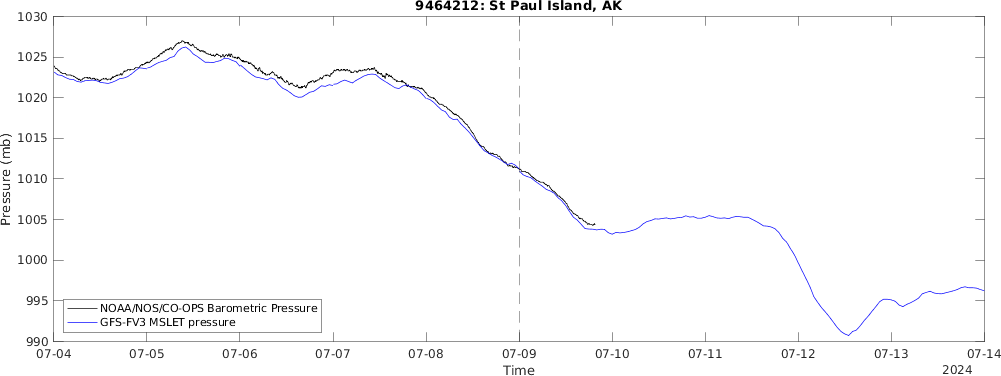 9464212: St Paul Island, AK
Pressure (mb)
1030
1025
1020
1015
1010
1005
1000
995
990
NOAA/NOS/CO-OPS Barometric Pressure
GFS-FV3 MSLET pressure
07-04 07-05 07-06 07-07 07-08 07-09 07-10 07-11 07-12 07-13 07-14
Time
2024